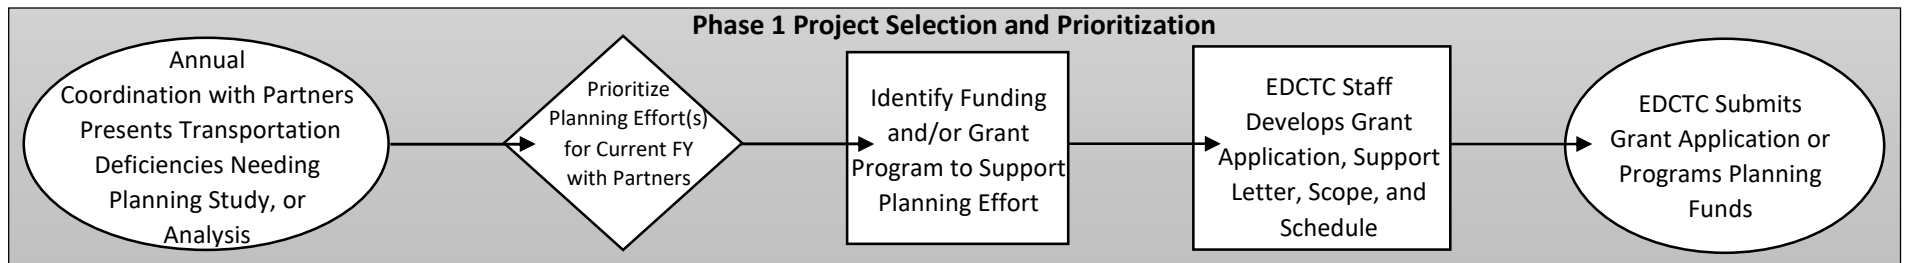 Phase 1 Project Selection and Prioritization
Annual
Coordination with Partners
Presents Transportation
Deficiencies Needing
Planning Study, or
Analysis
Prioritize
Planning Effort(s)
for Current FY
with Partners
Identify Funding
and/or Grant
Program to Support
Planning Effort
EDCTC Staff
Develops Grant
Application, Support
Letter, Scope, and
Schedule
EDCTC Submits
Grant Application or
Programs Planning
Funds